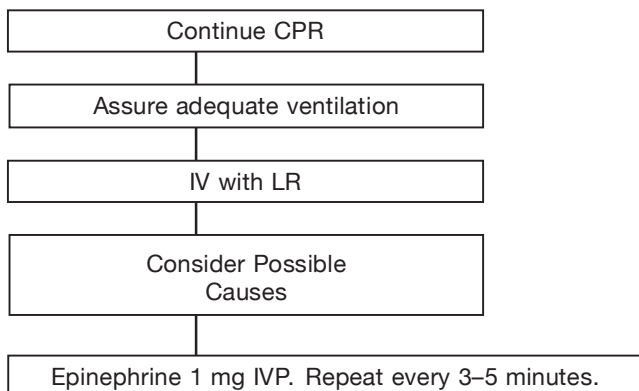 Continue CPR
Assure adequate ventilation
IV with LR
Consider Possible
Causes
Epinephrine 1 mg IVP. Repeat every 3–5 minutes.